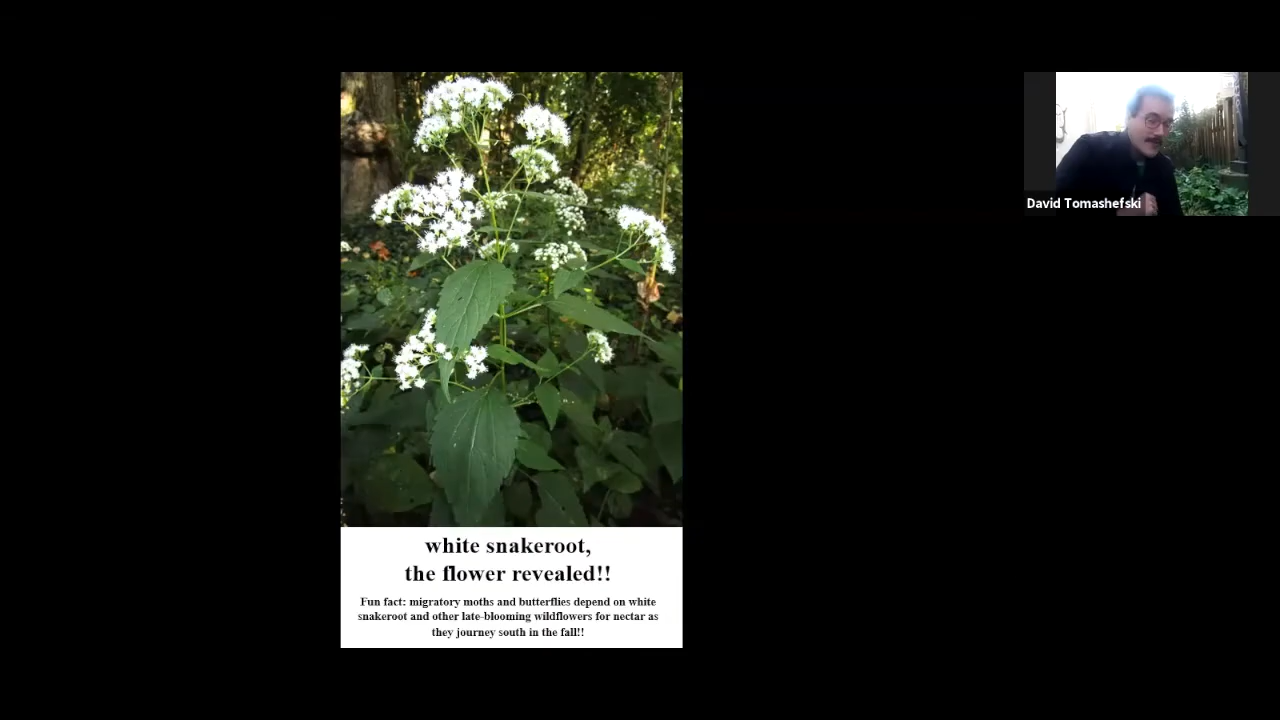 David Tomashefski
white snakeroot,
the flower revealed!!
Fun fact: migratory moths and butterflies depend on white
snakeroot and other late-blooming wildflowers for nectar as
they journey south in the fall!!